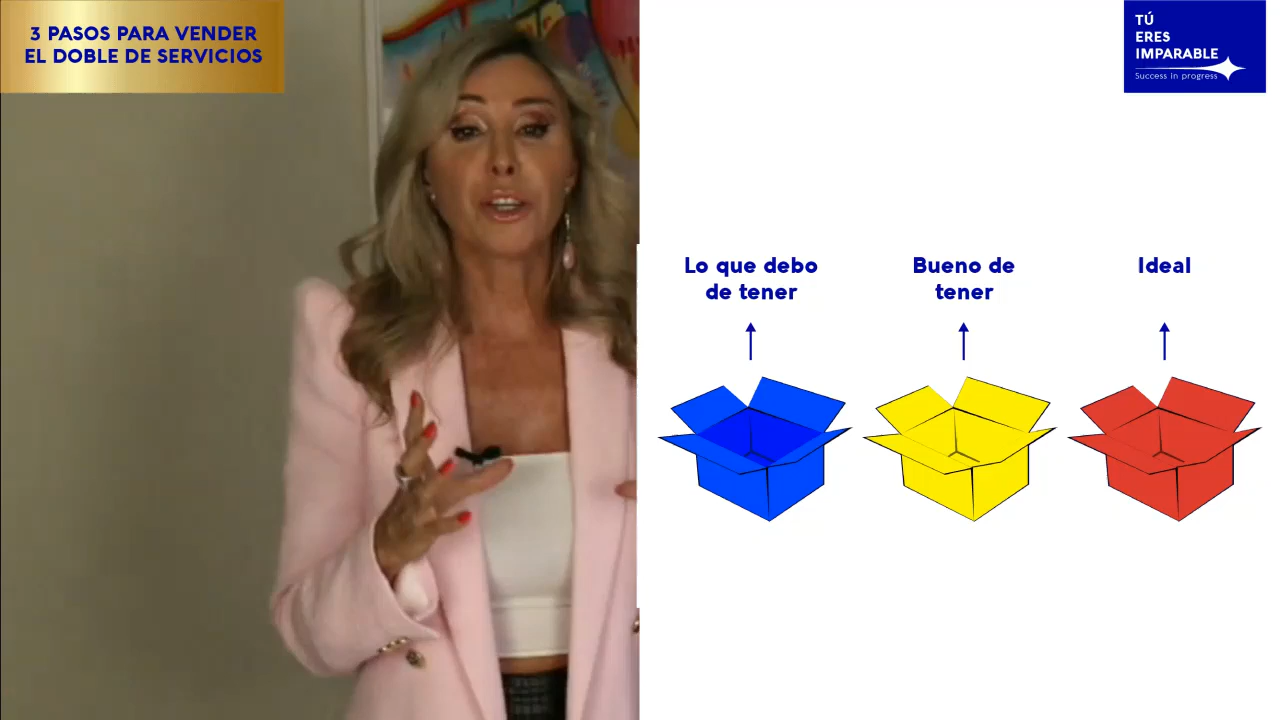 3 PASOS PARA VENDER
EL DOBLE DE SERVICIOS
TÚ
ERES
IMPARABLE
Success in progress
Lo que debo
de tener
Bueno de
tener
Ideal